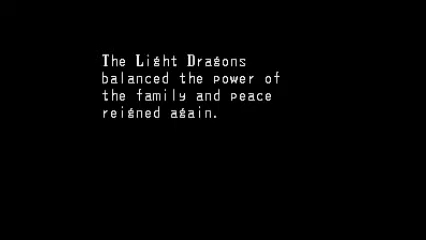 The Light Dragons
balanced the power of
the family and peace
reigned again.